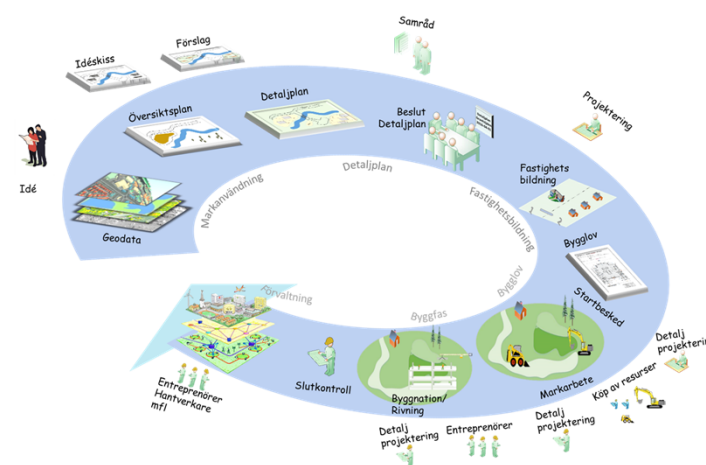 Samråd
Förslag
Idéskiss
Detaljplan
Översiktsplan
Beslut
Detaljplan
Projektering
Idé
Detaljplan
Markanvändning
Fastighetsbildning
Fastighets
bildning
Geodata
Bygglov
Bygglov
Startbesked
Förvaltning
Byggfas
Detalj
projektering
Markarbete
Köp av resurser
Entreprenörer
Hantverkare
mfl
Slutkontroll
Byggnation/
Rivning
Detalj
projektering
Entreprenörer
Detalj
projektering